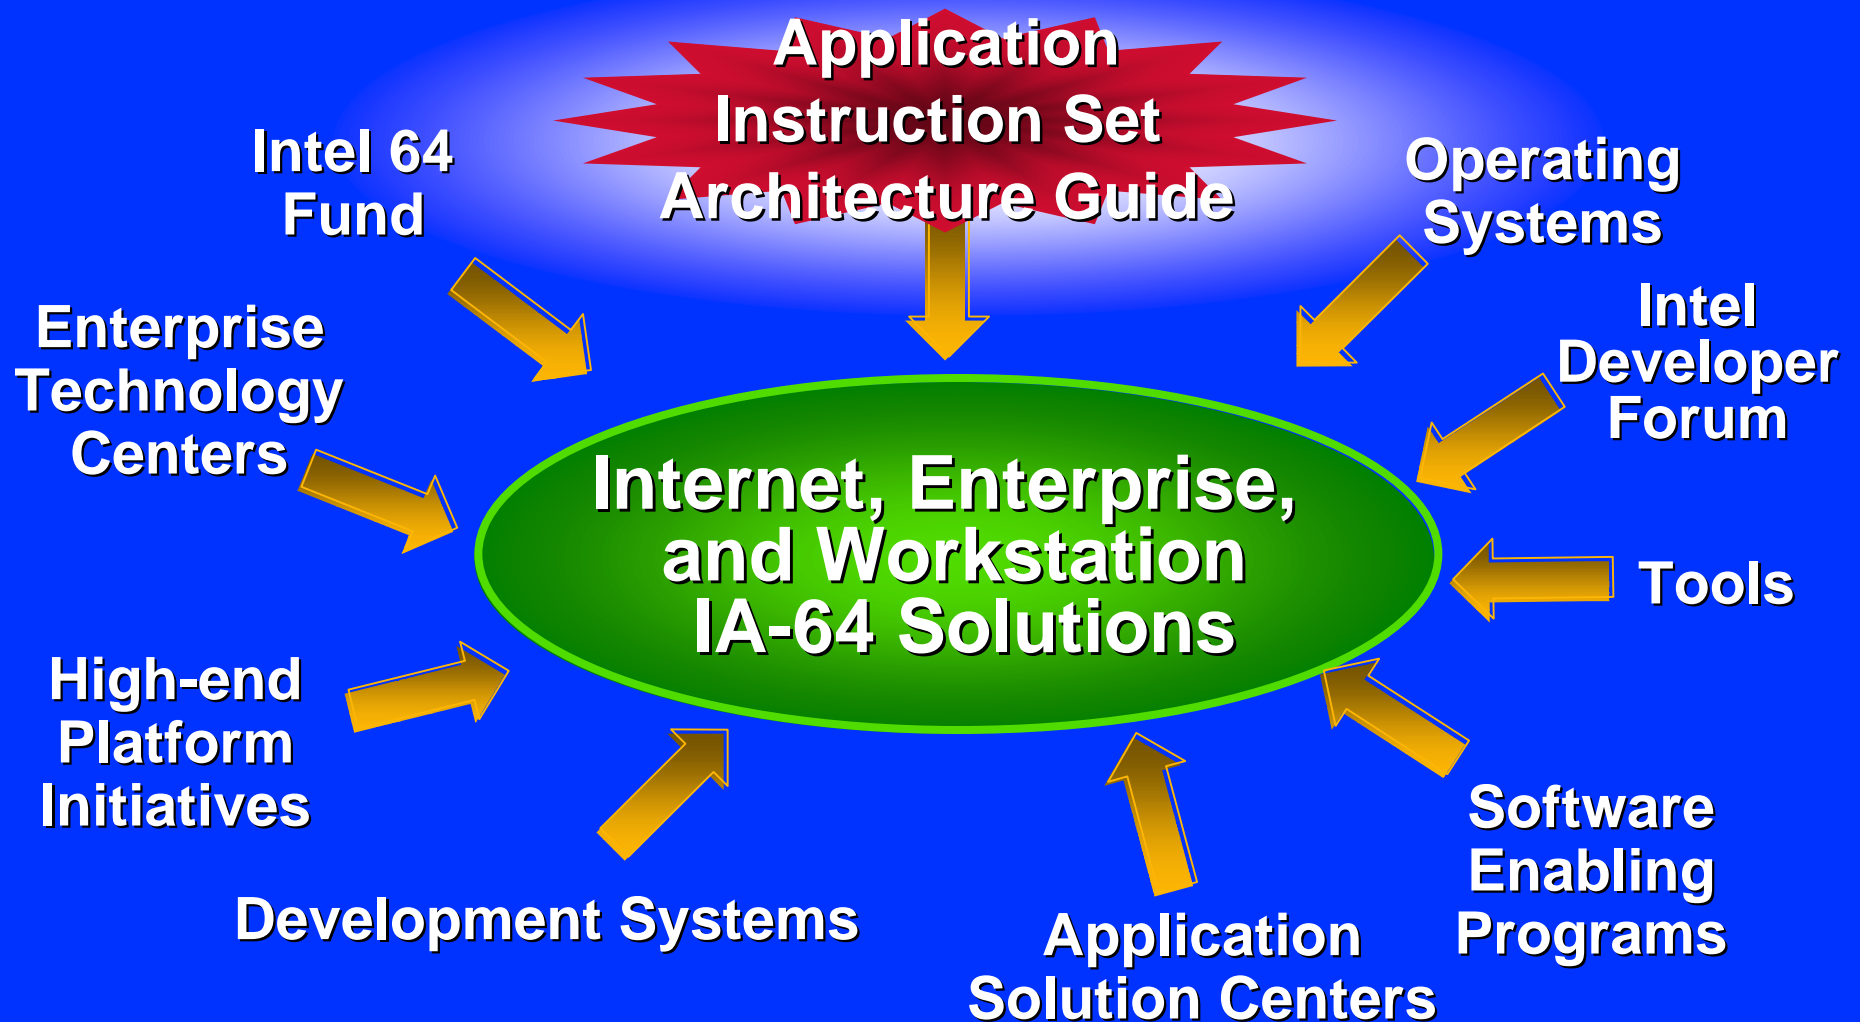 Application
Instruction Set
Architecture Guide
Intel 64
Fund
Operating
Systems
Enterprise
Technology
Centers
Intel
Developer
Forum
Internet, Enterprise,
and Workstation
IA-64 Solutions
Tools
High-end
Platform
Initiatives
Software
Enabling
Programs
Development Systems
Application
Solution Centers